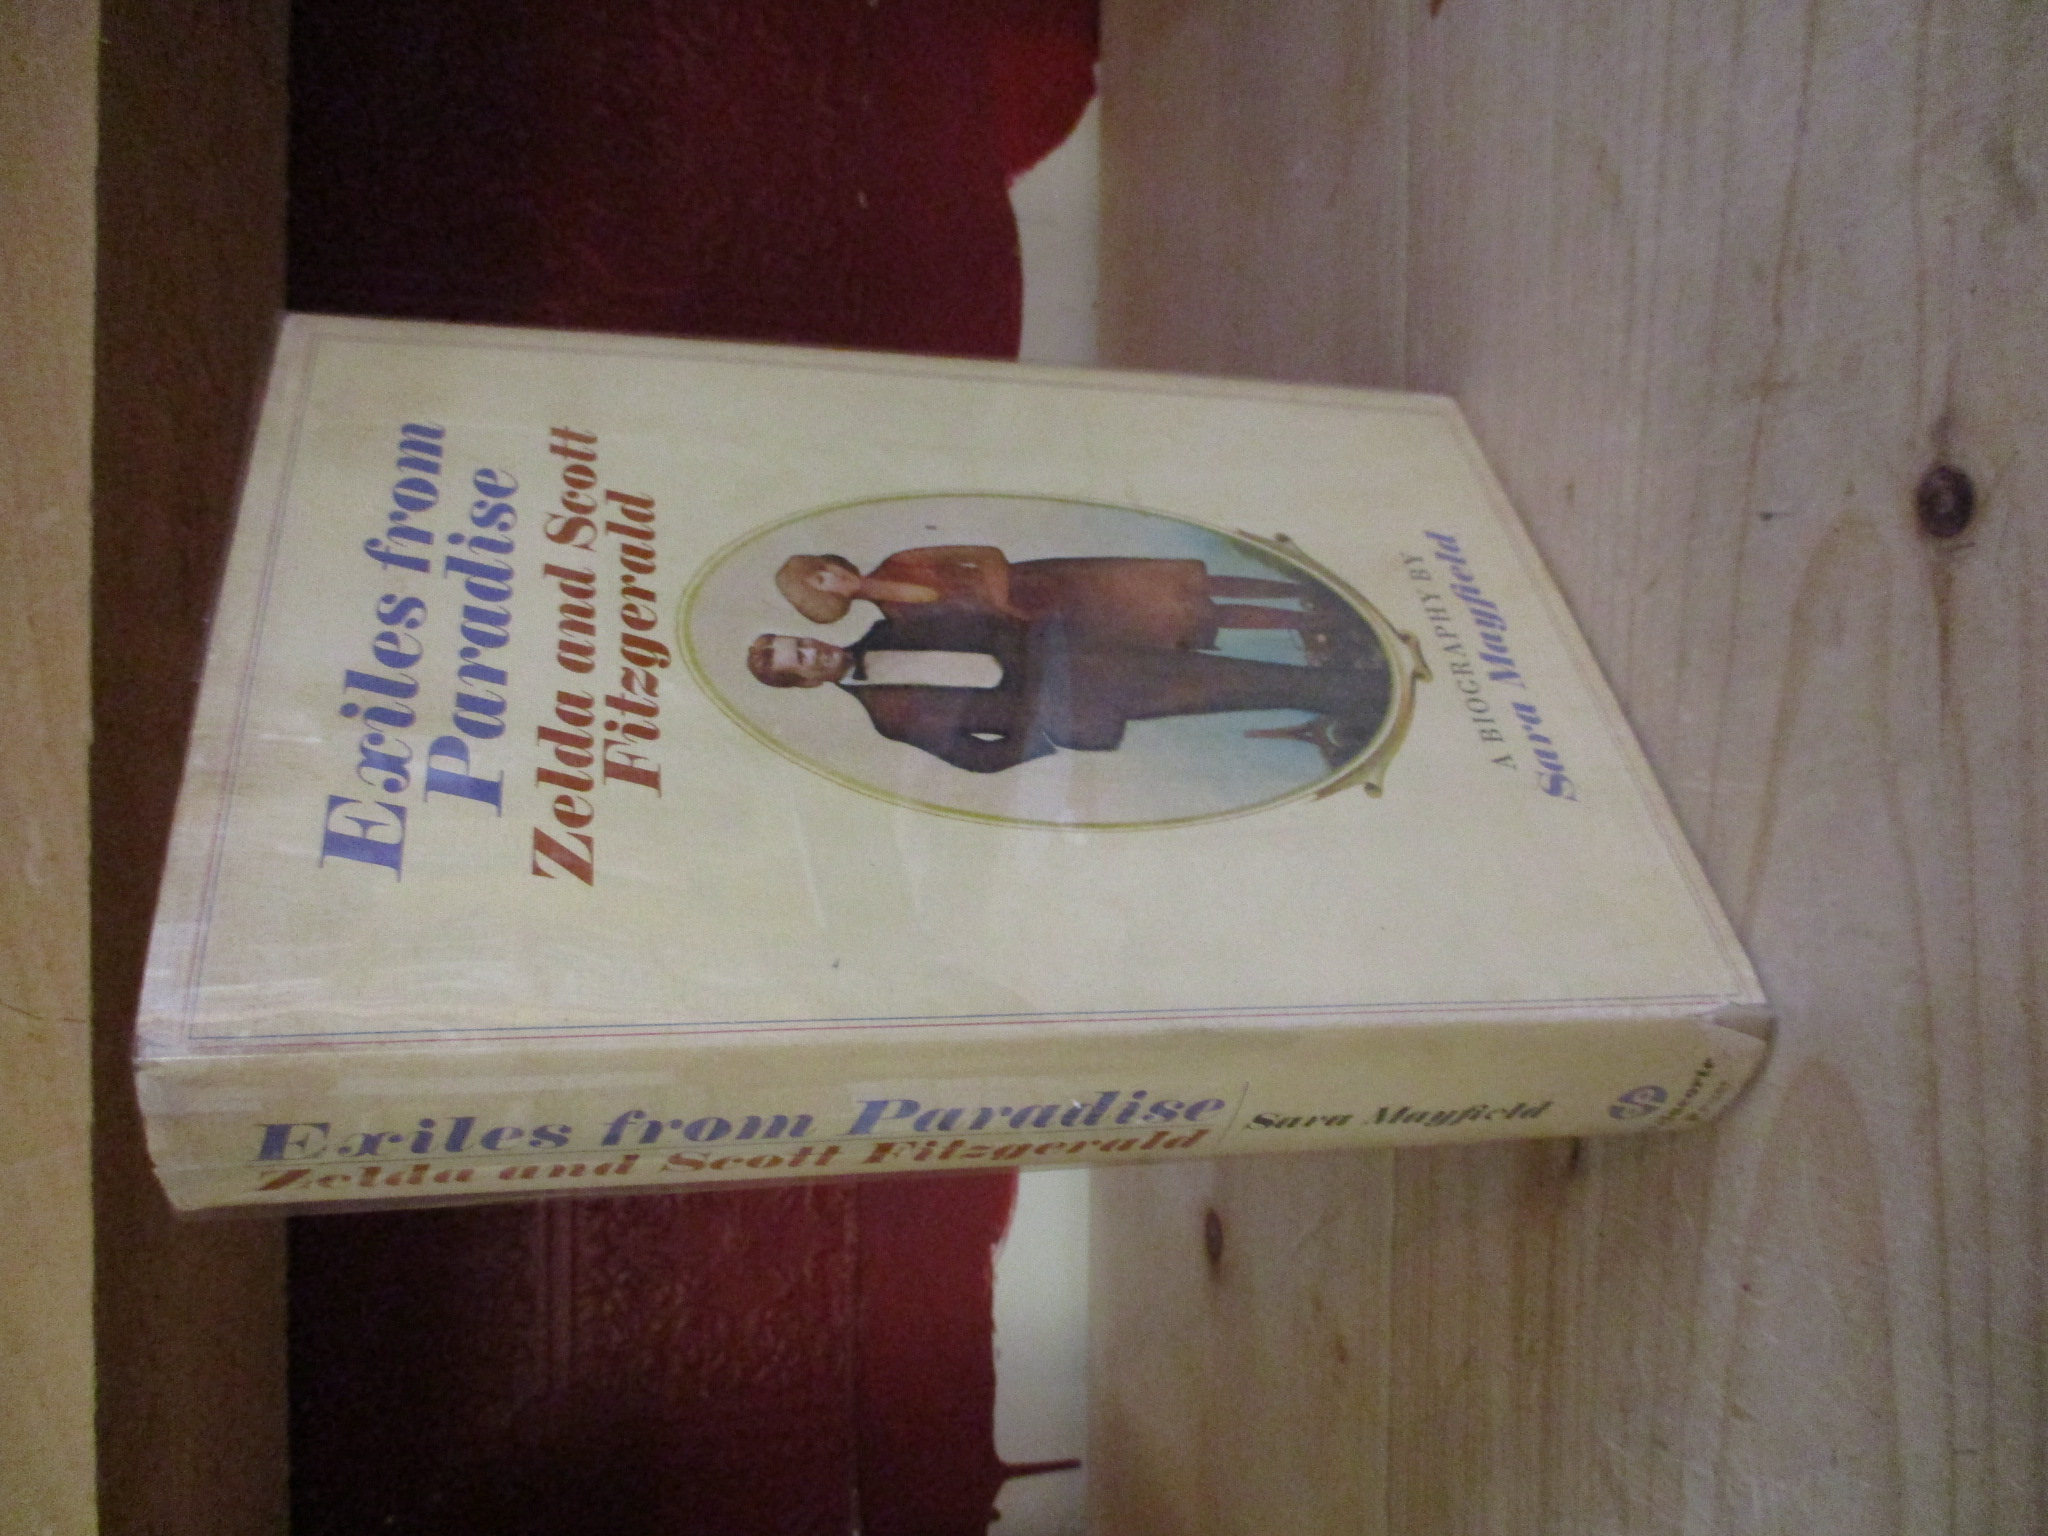 Exiles from
Paradise
Zelda and Scott
Fitzgerald
A BIOGRAPHY BY
Sara Mayfield
Exiles from Paradise
Zelda and Scott Fitzgerald
Sara Mayfield